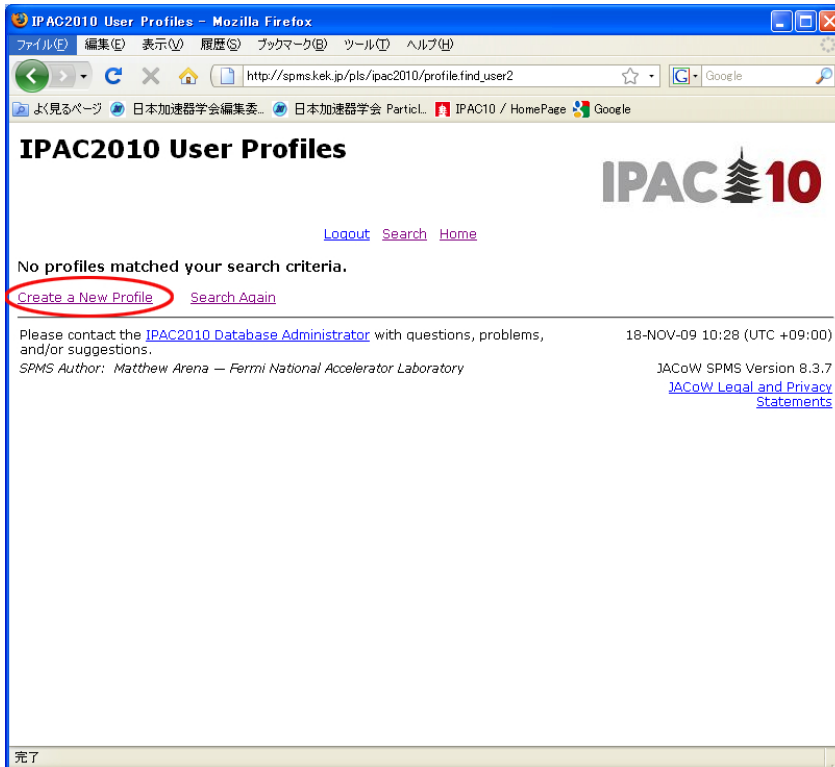 IPAC2010 User Profiles - Mozilla Firefox
ファイル(F) 編集(E) 表示(V) 履歴(S) ブックマーク(B) ツール(T) ヘルプ(H)
http://spms.kek.jp/pls/ipac2010/profile.find_user2 G Google
よく見るページ 日本加速器学会編集委... 日本加速器学会 Particl... IPAC10 / HomePage Google
IPAC2010 User Profiles
IPAC 10
Logout Search Home
No profiles matched your search criteria.
Create a New Profile Search Again
Please contact the IPAC2010 Database Administrator with questions, problems, 18-NOV-09 10:28 (UTC +09:00)
and/or suggestions.
SPMS Author: Matthew Arena — Fermi National Accelerator Laboratory JACoW SPMS Version 8.3.7
JACoW Legal and Privacy
Statements
完了